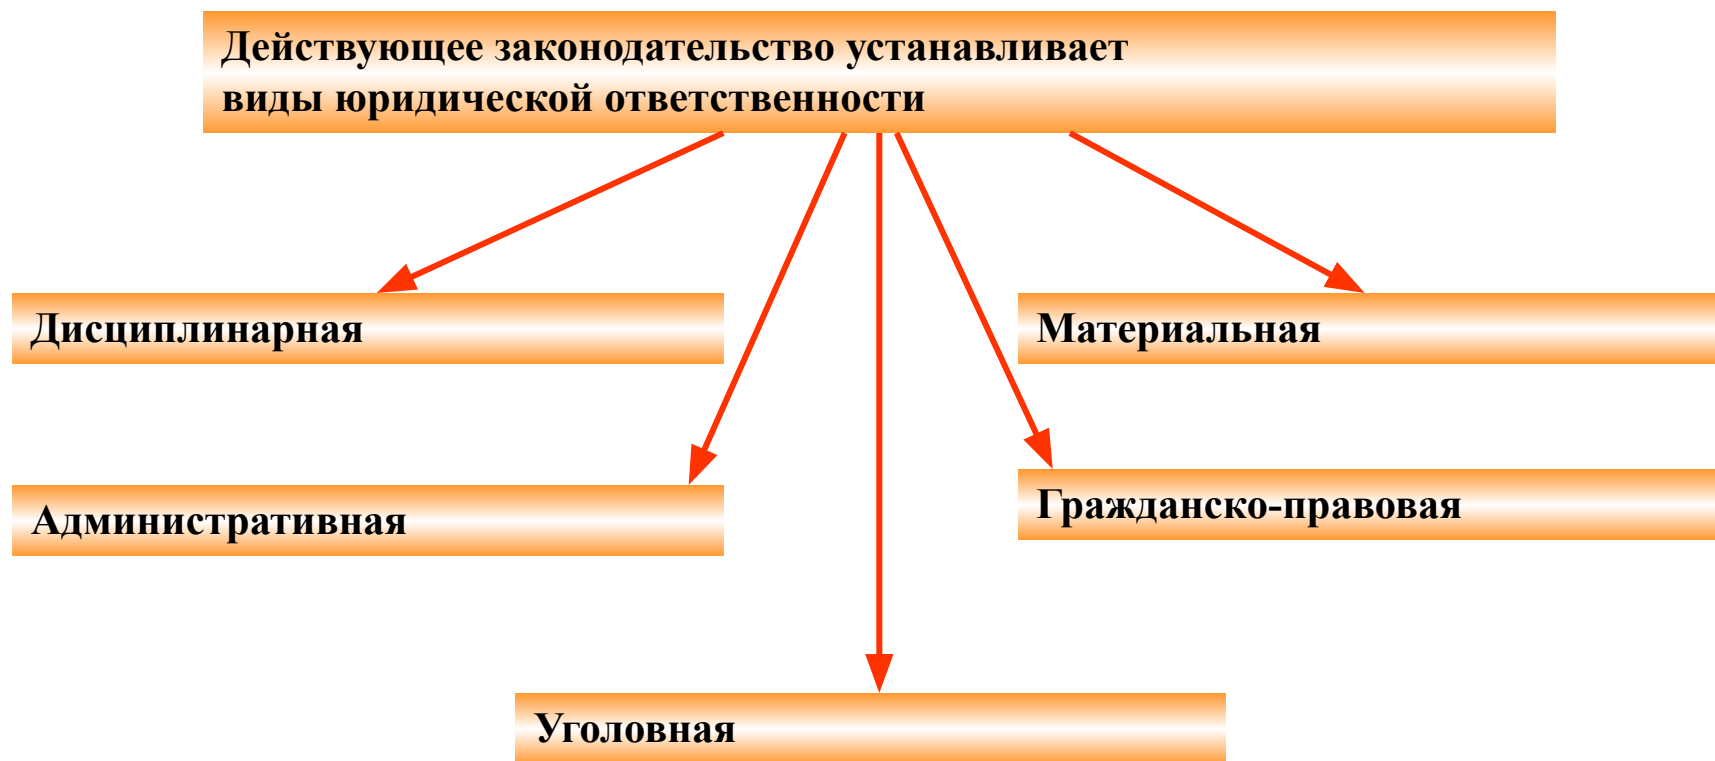 Действующее законодательство устанавливает
виды юридической ответственности
Дисциплинарная
Материальная
Административная
Гражданско-правовая
Уголовная